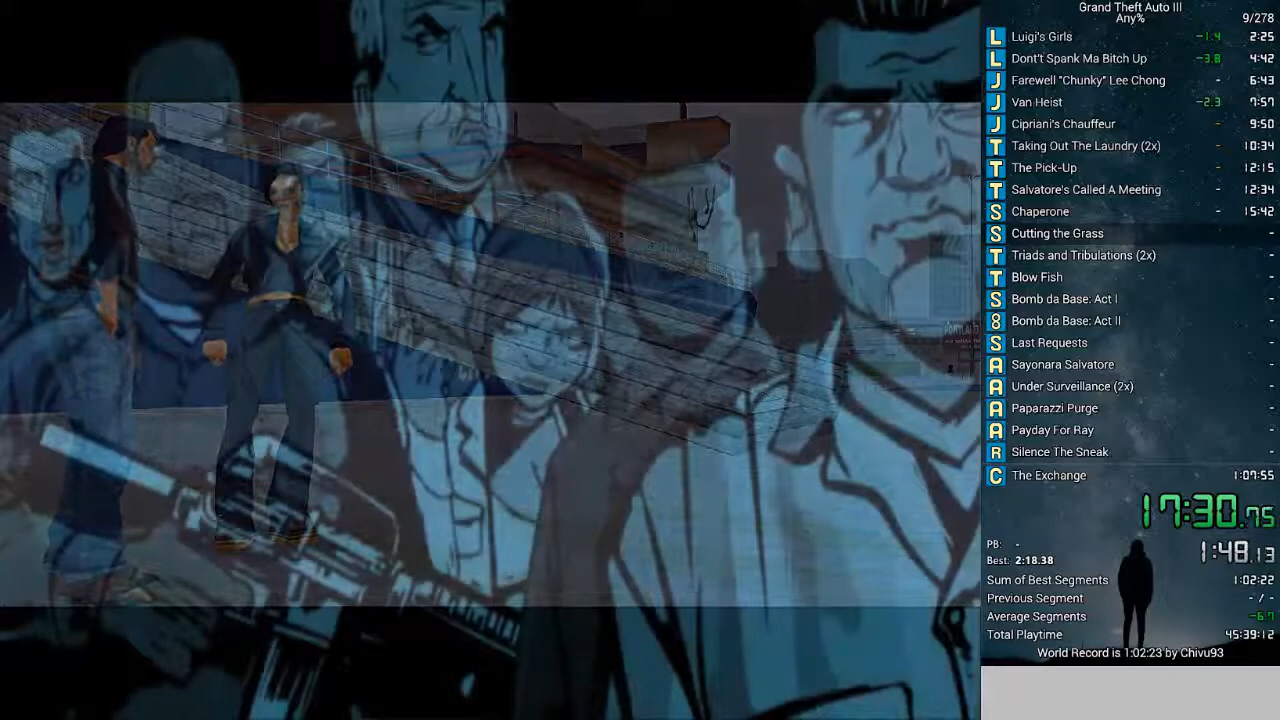 Grand Theft Auto III
Any% 9/278
L Luigi's Girls -1.4 2:25
L Dont't Spank Ma Bitch Up -3.8 4:42
J Farewell "Chunky" Lee Chong - 6:43
J Van Heist -2.3 7:57
J Cipriani's Chauffeur - 9:50
T Taking Out The Laundry (2x) - 10:34
T The Pick-Up - 12:15
T Salvatore's Called A Meeting - 12:34
S Chaperone - 15:42
S Cutting the Grass -
T Triads and Tribulations (2x) -
T Blow Fish -
S Bomb da Base: Act I -
8 Bomb da Base: Act II -
S Last Requests -
A Sayonara Salvatore -
A Under Surveillance (2x) -
A Paparazzi Purge -
A Payday For Ray -
R Silence The Sneak -
C The Exchange 1:07:55
17:30.75
PB: - 1:48.13
Best: 2:18.38
Sum of Best Segments 1:02:22
Previous Segment - / -
Average Segments -6.7
Total Playtime 45:39:12
World Record is 1:02:23 by Chivu93
PORTLAND